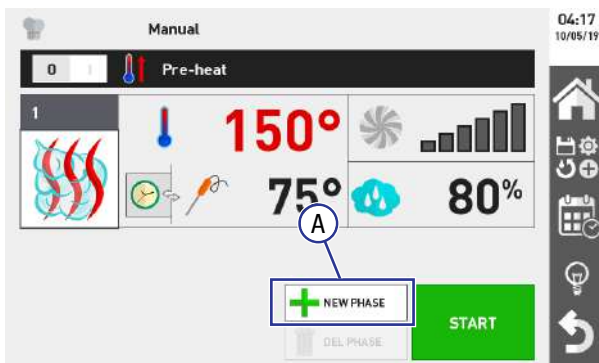 Manual
04:17
10/05/19
0 I Pre-heat
1
150°
75°
80%
A
NEW PHASE
DEL PHASE
START